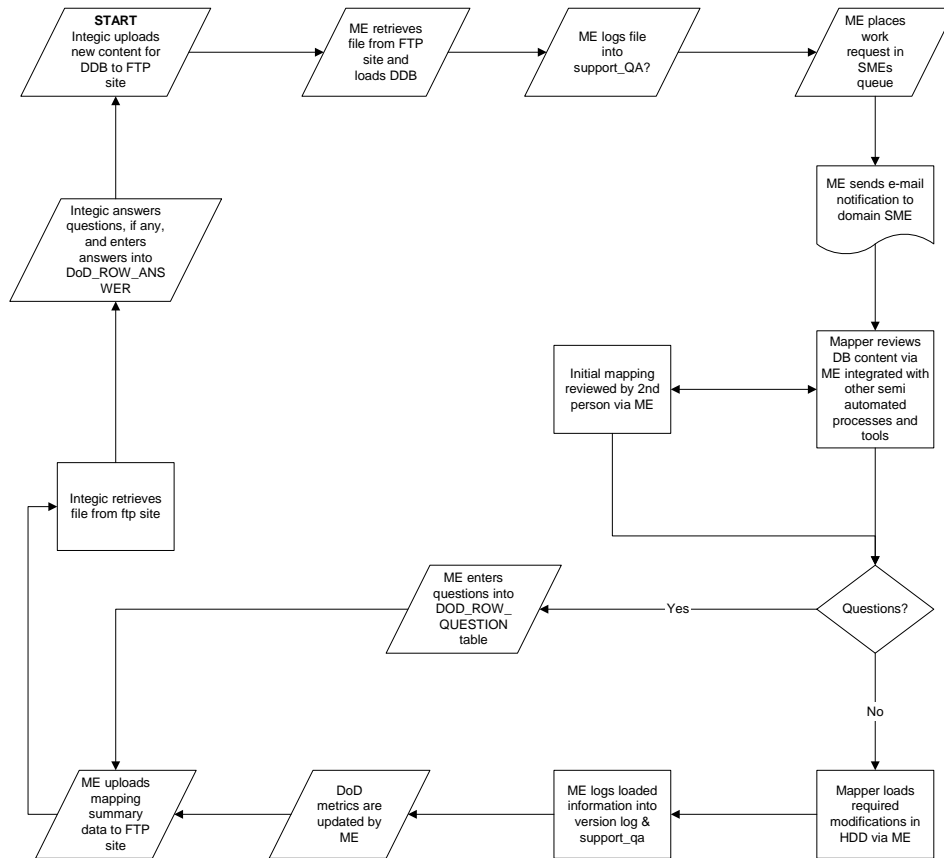 START
Integic uploads
new content for
DDB to FTP
site
ME retrieves
file from FTP
site and
loads DDB
ME logs file
into
support_QA?
ME places
work
request in
SMEs
queue
ME sends e-mail
notification to
domain SME
Integic answers
questions, if any,
and enters
answers into
DoD_ROW_ANS
WER
Mapper reviews
DB content via
ME integrated with
other semi
automated
processes and
tools
Initial mapping
reviewed by 2nd
person via ME
Integic retrieves
file from ftp site
ME enters
questions into
DOD_ROW_
QUESTION
table
Yes
Questions?
No
ME uploads
mapping
summary
data to FTP
site
DoD
metrics are
updated by
ME
ME logs loaded
information into
version log &
support_qa
Mapper loads
required
modifications in
HDD via ME